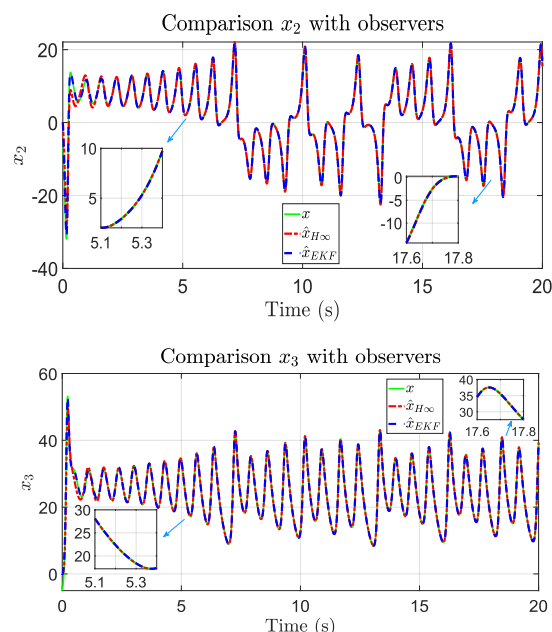 Comparison x₂ with observers
20
0
-20
-40
x₂
10
5
5.1 5.3
x
x̂H∞
x̂EKF
0
-5
-10
17.6 17.8
0 5 10 15 20
Time (s)
Comparison x₃ with observers
60
40
20
0
x₃
x
x̂H∞
x̂EKF
40
35
30
17.6 17.8
30
25
20
5.1 5.3
0 5 10 15 20
Time (s)